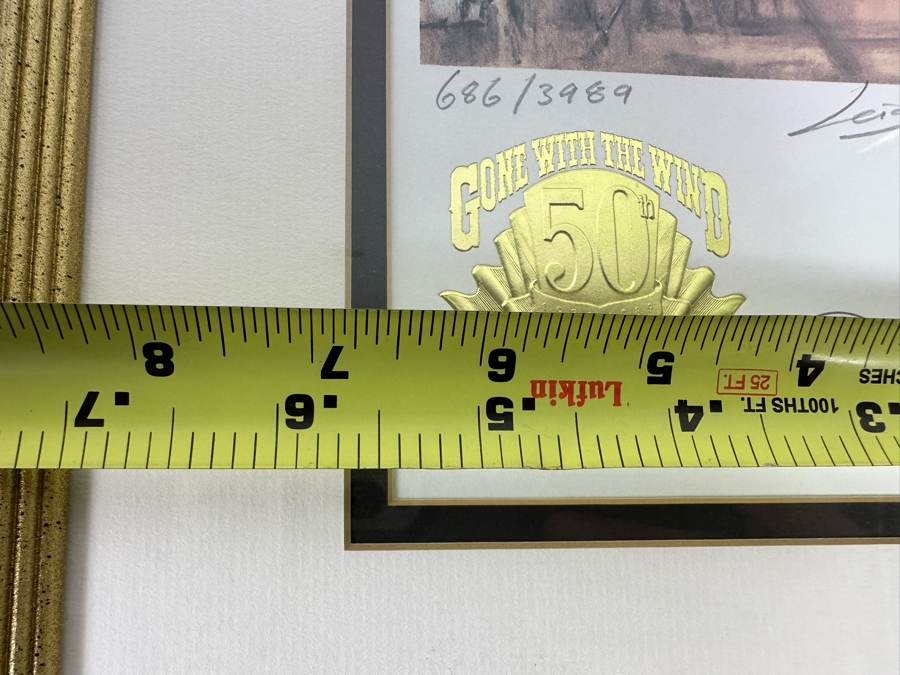 686/3989
GONE WITH THE WIND
50th
8 7 6 5 4
Lufkin
25 FT.
.7 .6 .5 .4 100THS FT. .3